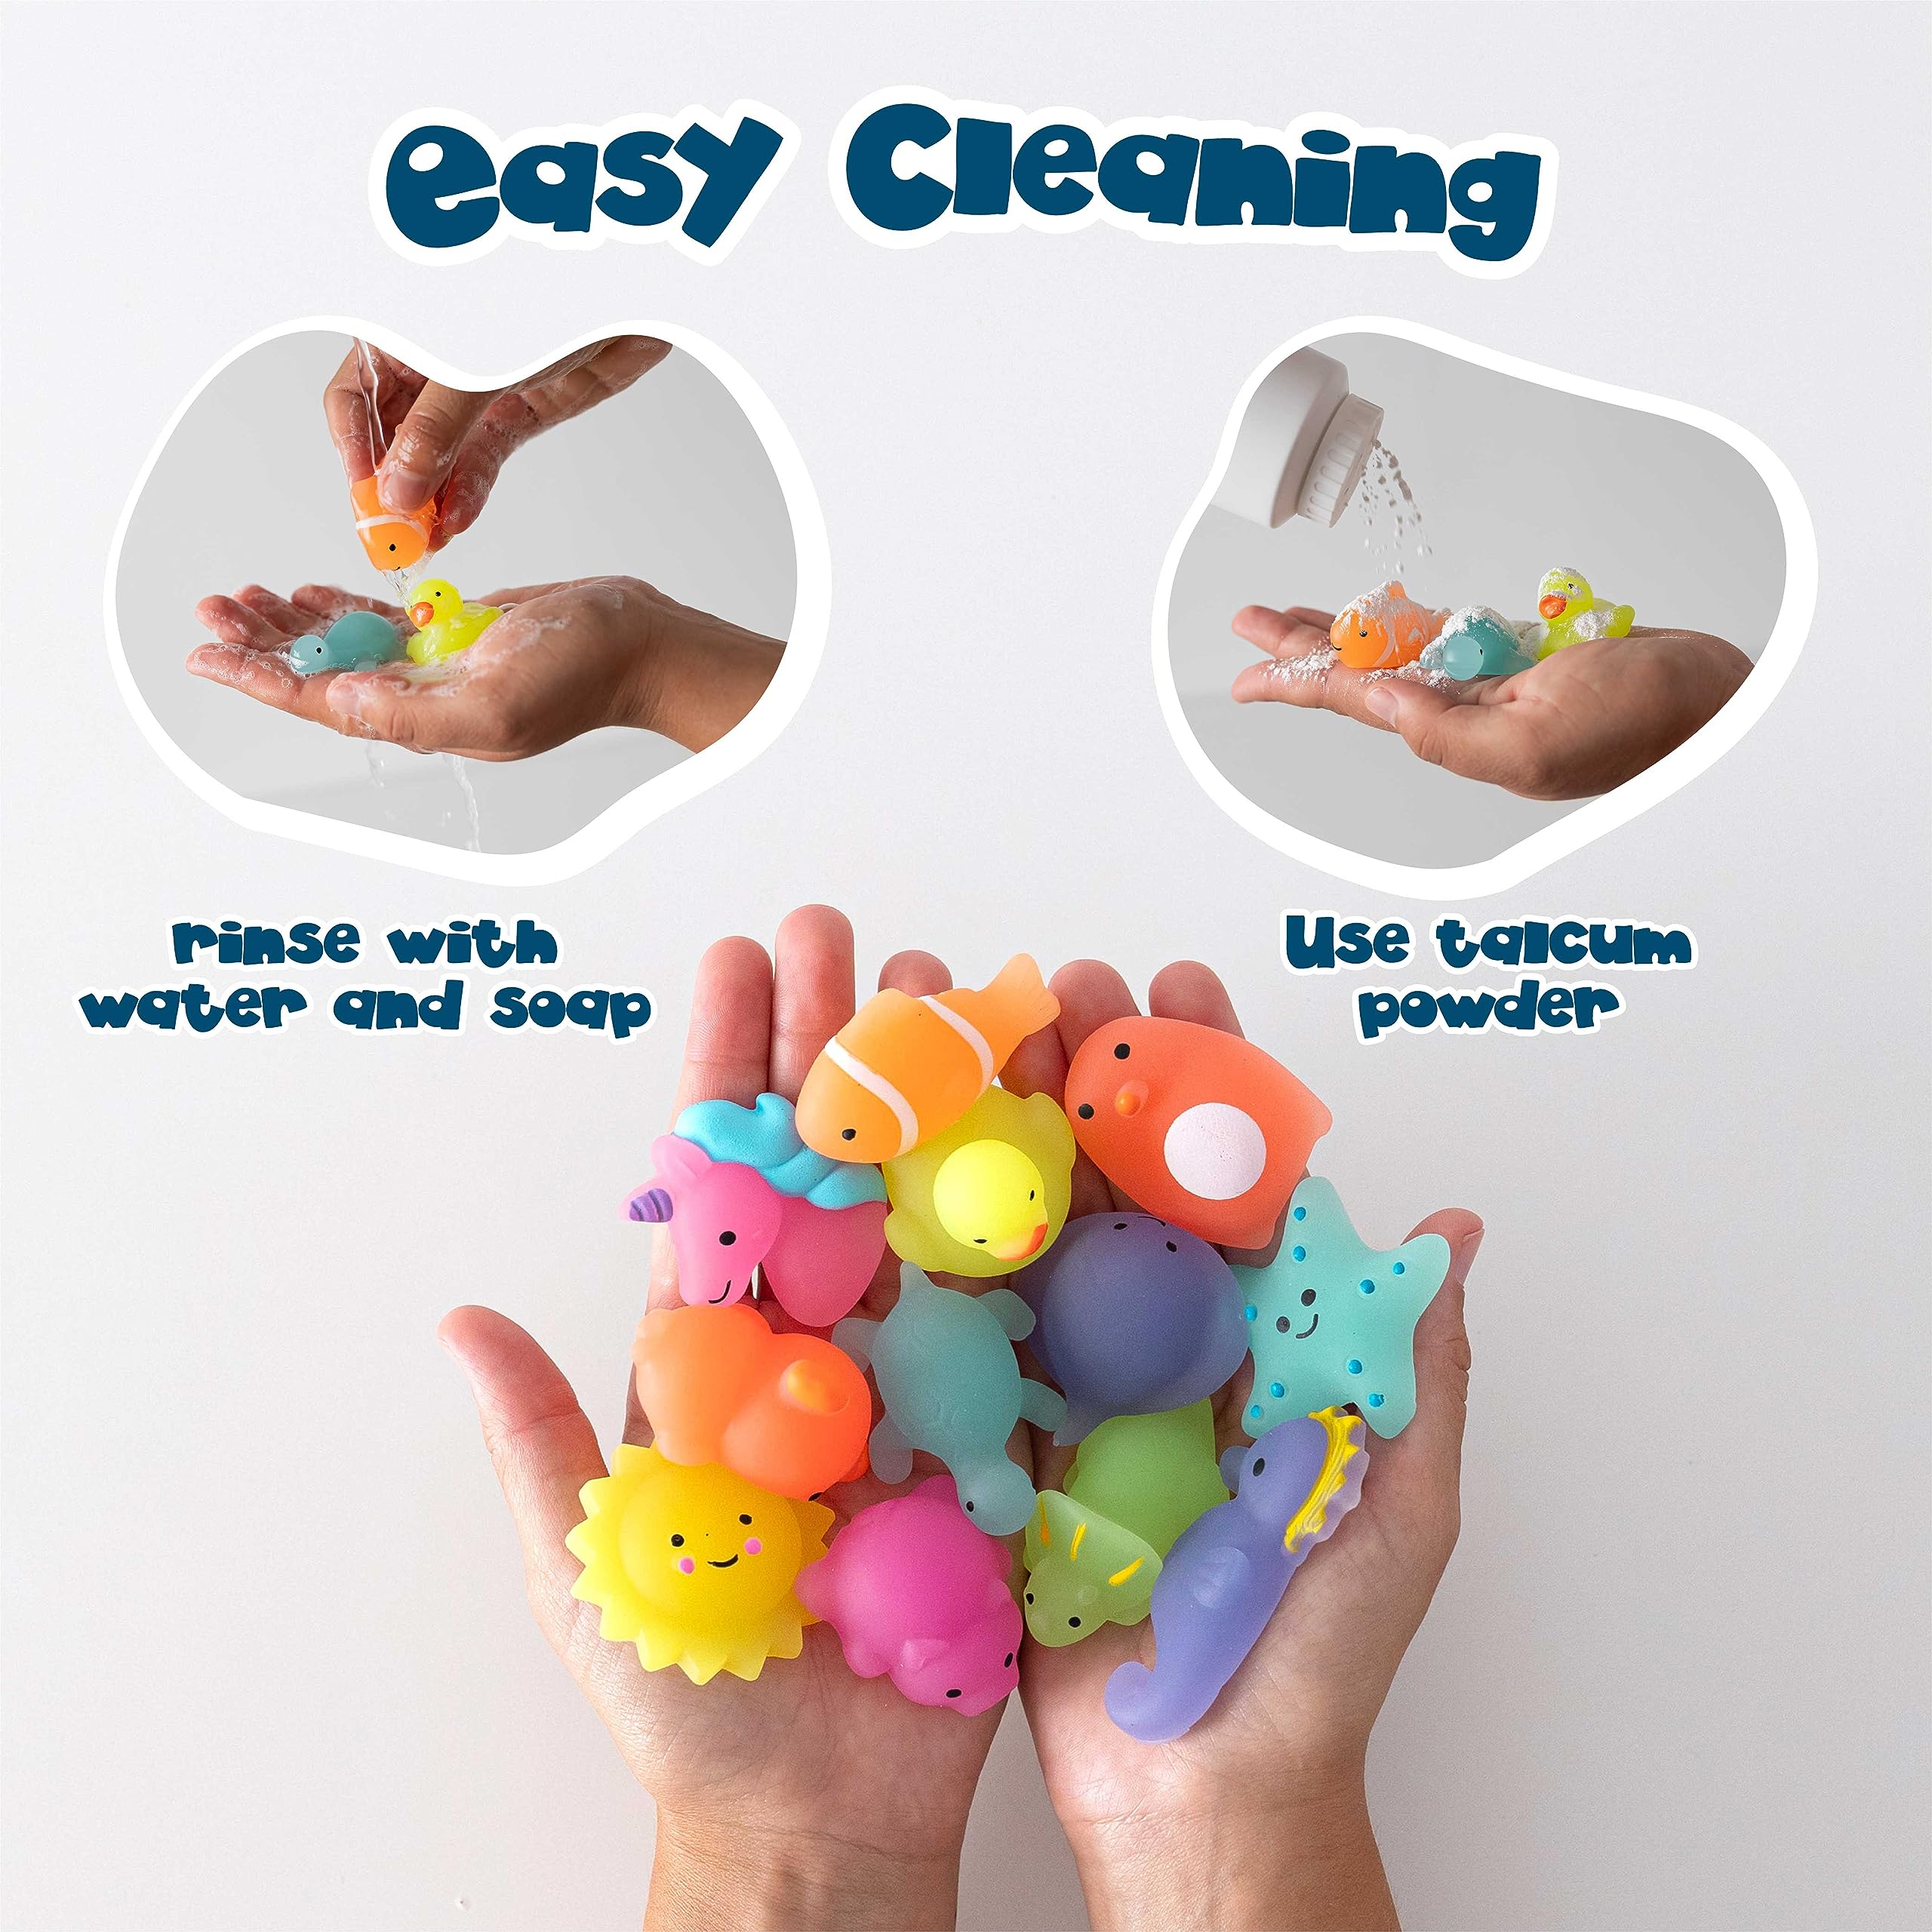 easy Cleaning
rinse with
water and soap
Use talcum
powder